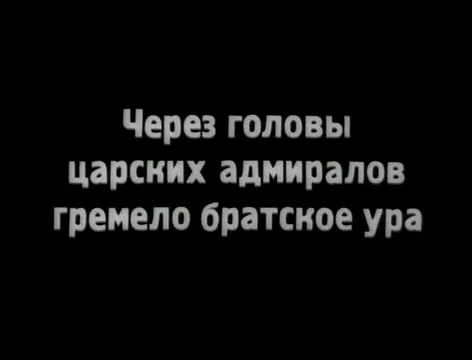 Через головы
царских адмиралов
гремело братское ура